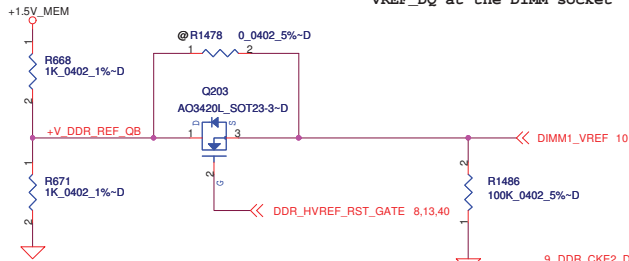 VREF_DQ at the DIMM socket
+1.5V_MEM
@R1478 0_0402_5%~D
1 2
1
R668
1K_0402_1%~D
2
Q203
AO3420L_SOT23-3~D
+V_DDR_REF_QB
1 D S 3
DIMM1_VREF 10
2
G
1
R671
1K_0402_1%~D
2
2
R1486
100K_0402_5%~D
1
DDR_HVREF_RST_GATE 8,13,40
9 DDR_CKE2_D